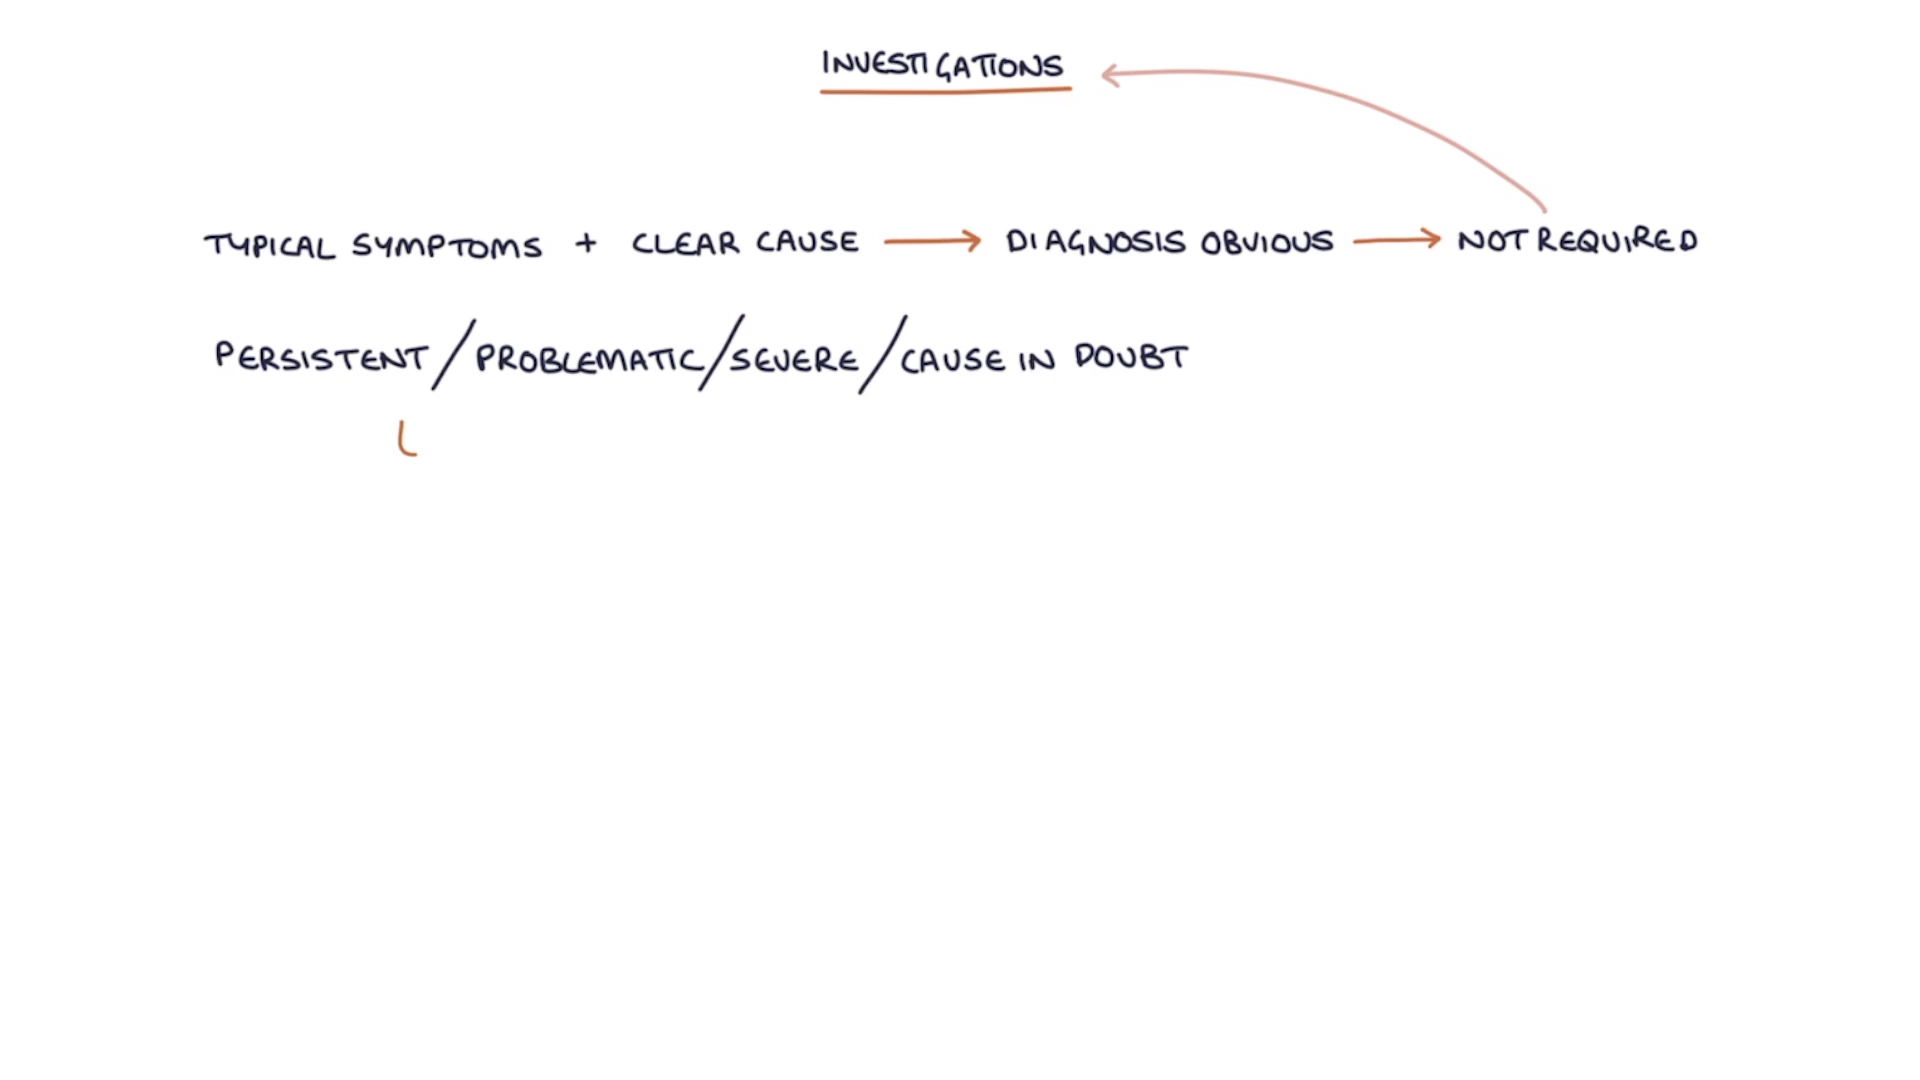 INVESTIGATIONS
TYPICAL SYMPTOMS + CLEAR CAUSE → DIAGNOSIS OBVIOUS → NOT REQUIRED
PERSISTENT/PROBLEMATIC/SEVERE/CAUSE IN DOUBT